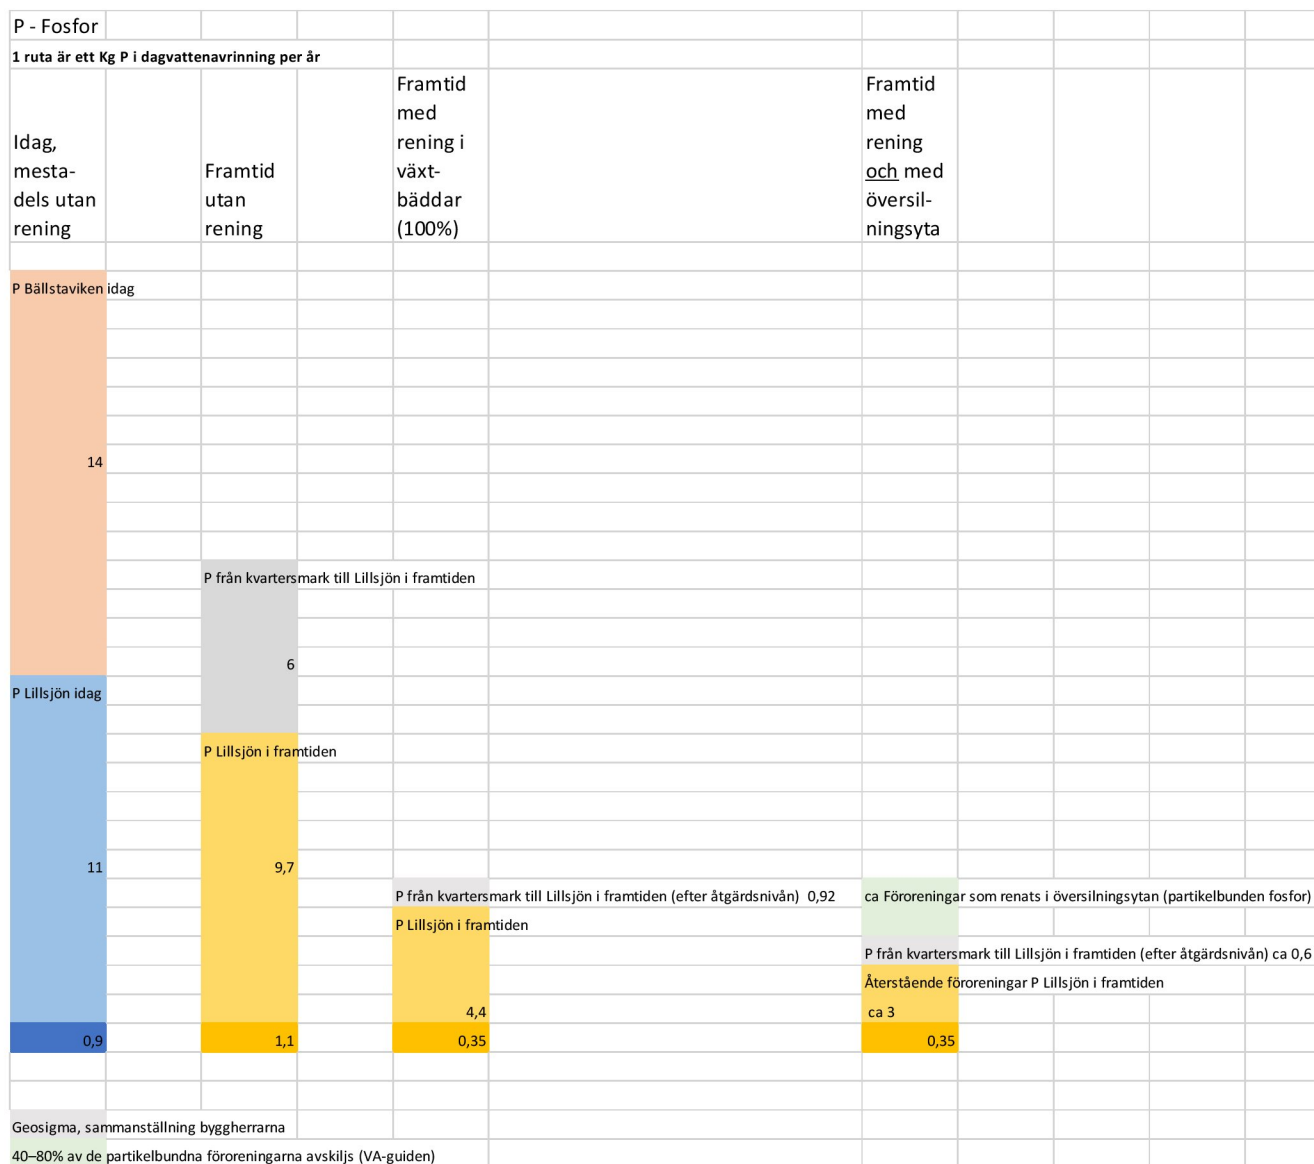 P - Fosfor
1 ruta är ett Kg P i dagvattenavrinning per år
Idag,
mesta-
dels utan
rening
Framtid
utan
rening
Framtid
med
rening i
växt-
bäddar
(100%)
Framtid
med
rening
och med
översil-
ningsyta
P Bällstaviken idag
14
P från kvartersmark till Lillsjön i framtiden
6
P Lillsjön idag
P Lillsjön i framtiden
11
9,7
P från kvartersmark till Lillsjön i framtiden (efter åtgärdsnivån) 0,92
ca Föroreningar som renats i översilningsytan (partikelbunden fosfor)
P Lillsjön i framtiden
P från kvartersmark till Lillsjön i framtiden (efter åtgärdsnivån) ca 0,6
Återstående föroreningar P Lillsjön i framtiden
4,4
ca 3
0,9
1,1
0,35
0,35
Geosigma, sammanställning byggherrarna
40–80% av de partikelbundna föroreningarna avskiljs (VA-guiden)